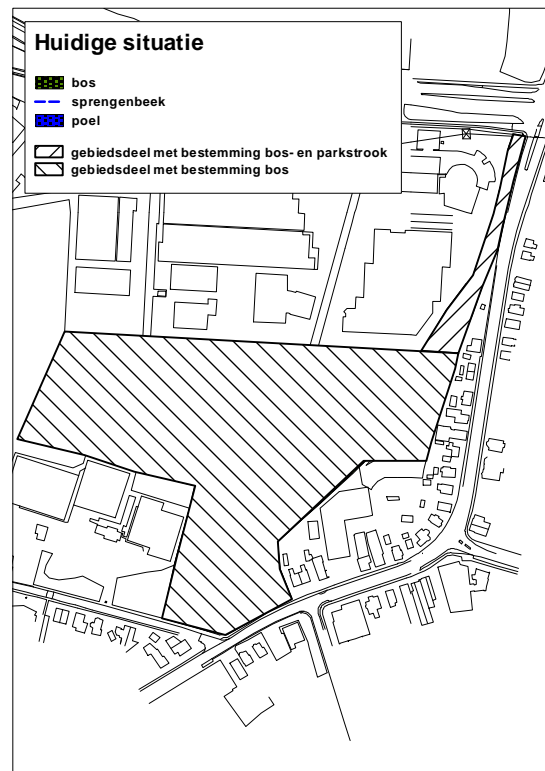 Huidige situatie
bos
sprengenbeek
poel
gebiedsdeel met bestemming bos- en parkstrook
gebiedsdeel met bestemming bos